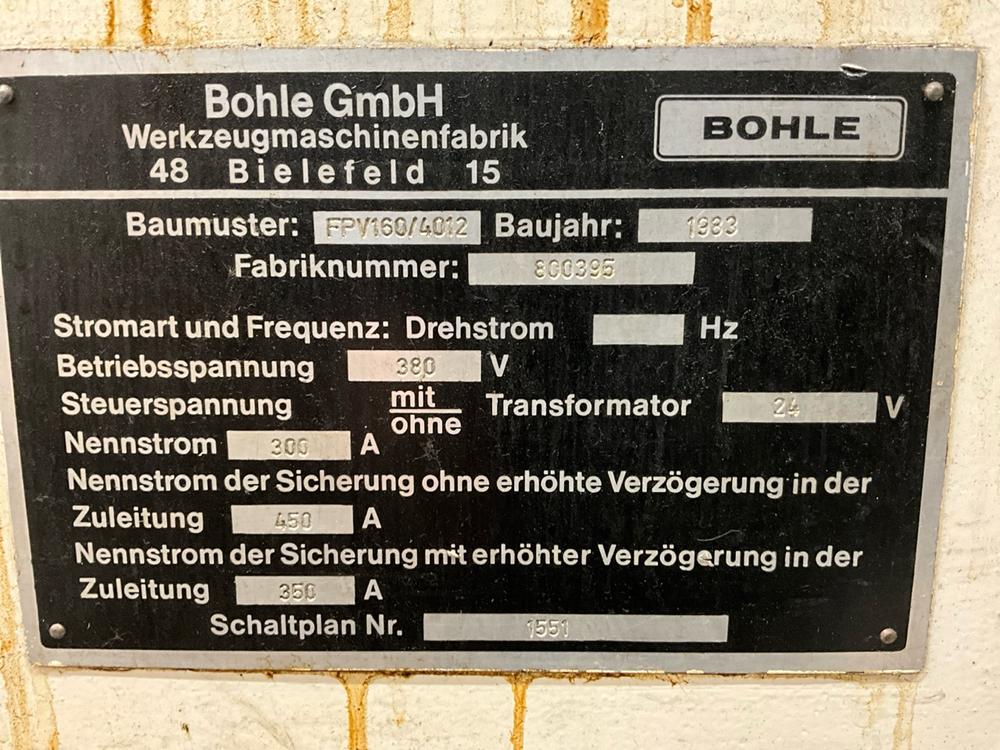 Bohle GmbH
Werkzeugmaschinenfabrik
48 Bielefeld 15
BOHLE
Baumuster: FPV160/4012 Baujahr: 1983
Fabriknummer: 800395
Stromart und Frequenz: Drehstrom Hz
Betriebsspannung 380 V
Steuerspannung mit/ohne Transformator 24 V
Nennstrom 300 A
Nennstrom der Sicherung ohne erhöhte Verzögerung in der
Zuleitung 450 A
Nennstrom der Sicherung mit erhöhter Verzögerung in der
Zuleitung 350 A
Schaltplan Nr. 1551